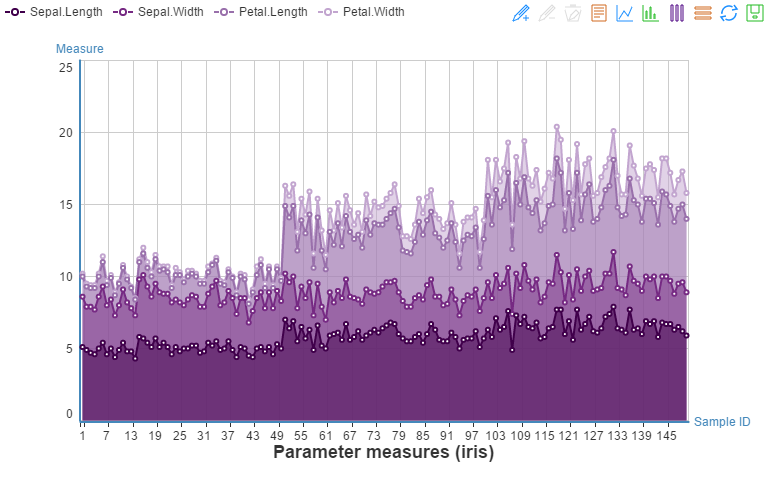 Sepal.Length Sepal.Width Petal.Length Petal.Width
Measure
25
20
15
10
5
0
Sample ID
1 7 13 19 25 31 37 43 49 55 61 67 73 79 85 91 97 103 109 115 121 127 133 139 145
Parameter measures (iris)